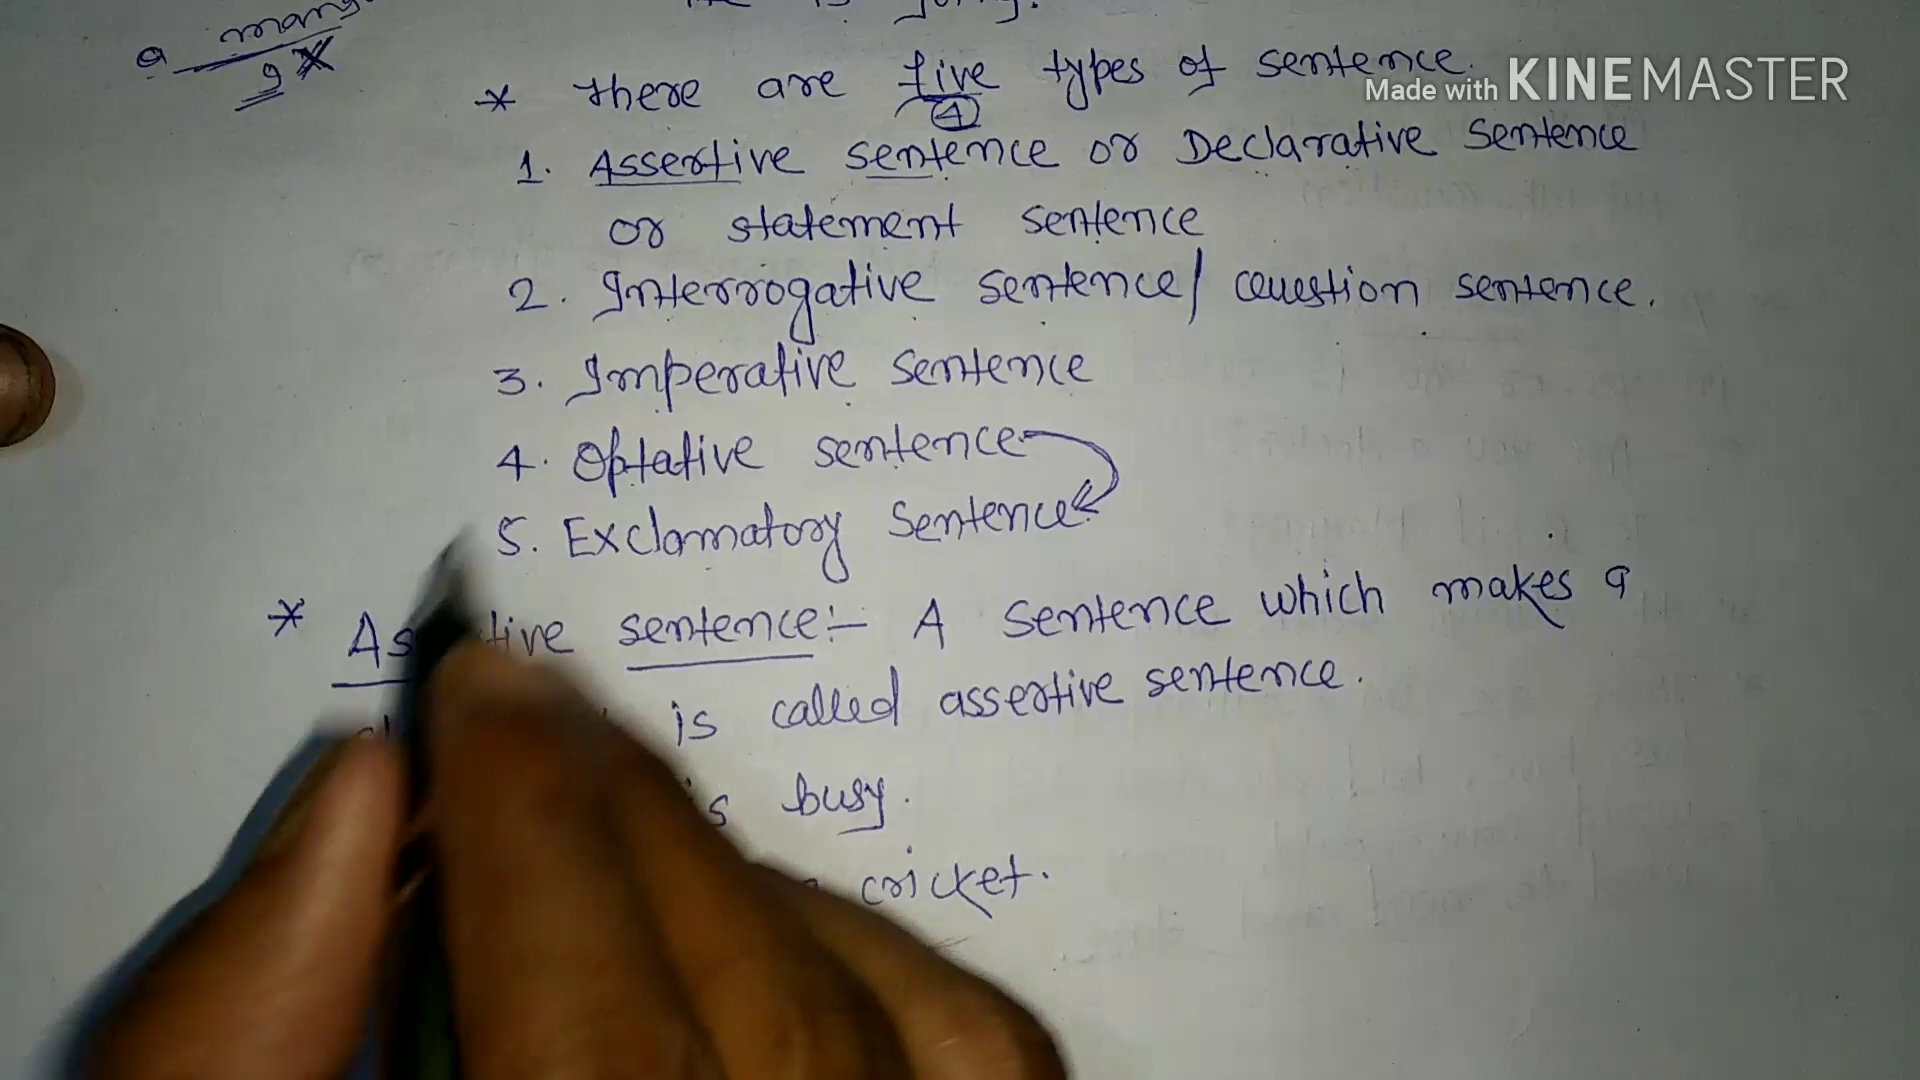 a mang
* there are five types of sentence.
4
1. Assertive sentence or Declarative sentence
or statement sentence
2. Interrogative sentence/ question sentence.
3. Imperative sentence
4. Optative sentence
5. Exclamatory sentence
* As tive sentence:- A sentence which makes a
is called assertive sentence.
is busy.
cricket.
Made with KINEMASTER